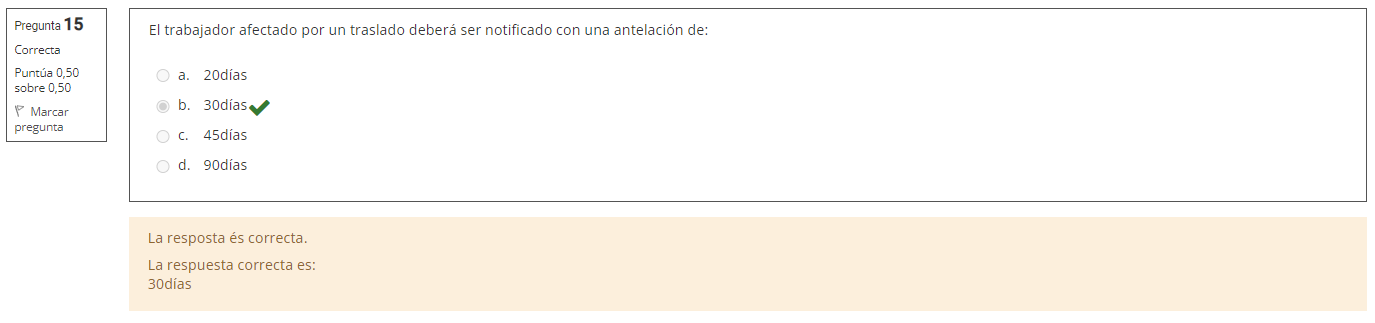 Pregunta 15
Correcta
Puntúa 0,50
sobre 0,50
Marcar
pregunta
El trabajador afectado por un traslado deberá ser notificado con una antelación de:
a. 20días
b. 30días
c. 45días
d. 90días
La resposta és correcta.
La respuesta correcta es:
30días